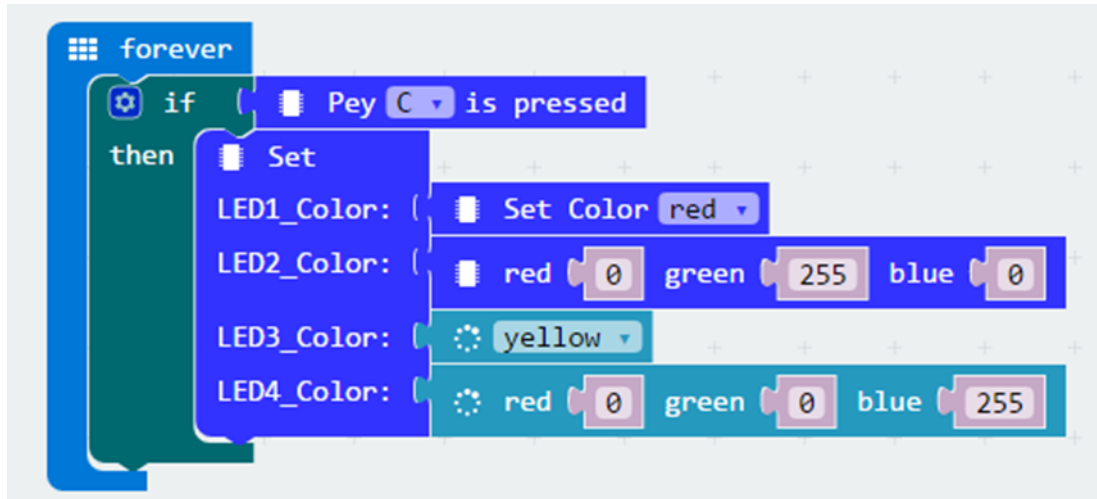 forever
if Pey C is pressed
then Set
LED1_Color: Set Color red
LED2_Color: red 0 green 255 blue 0
LED3_Color: yellow
LED4_Color: red 0 green 0 blue 255